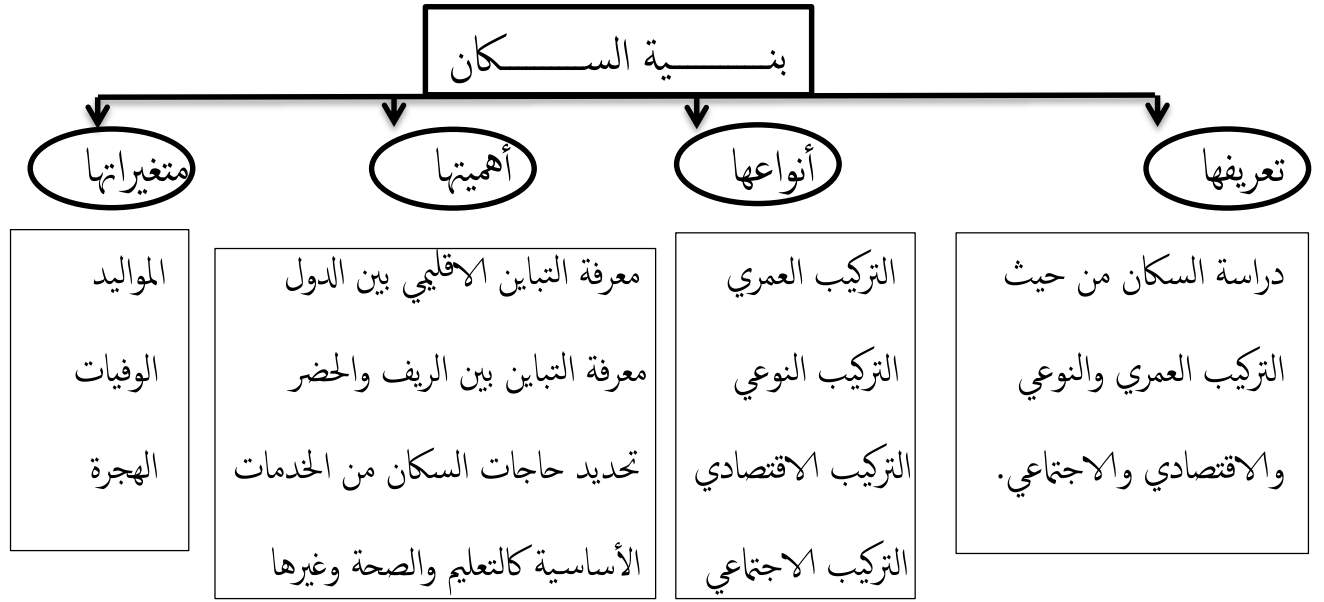 بنية السكان
تعريفها
أنواعها
أهميتها
متغيراتها
دراسة السكان من حيث
التركيب العمري والنوعي
والاقتصادي والاجتماعي.
التركيب العمري
التركيب النوعي
التركيب الاقتصادي
التركيب الاجتماعي
معرفة التباين الاقليمي بين الدول
معرفة التباين بين الريف والحضر
تحديد حاجات السكان من الخدمات
الأساسية كالتعليم والصحة وغيرها
المواليد
الوفيات
الهجرة